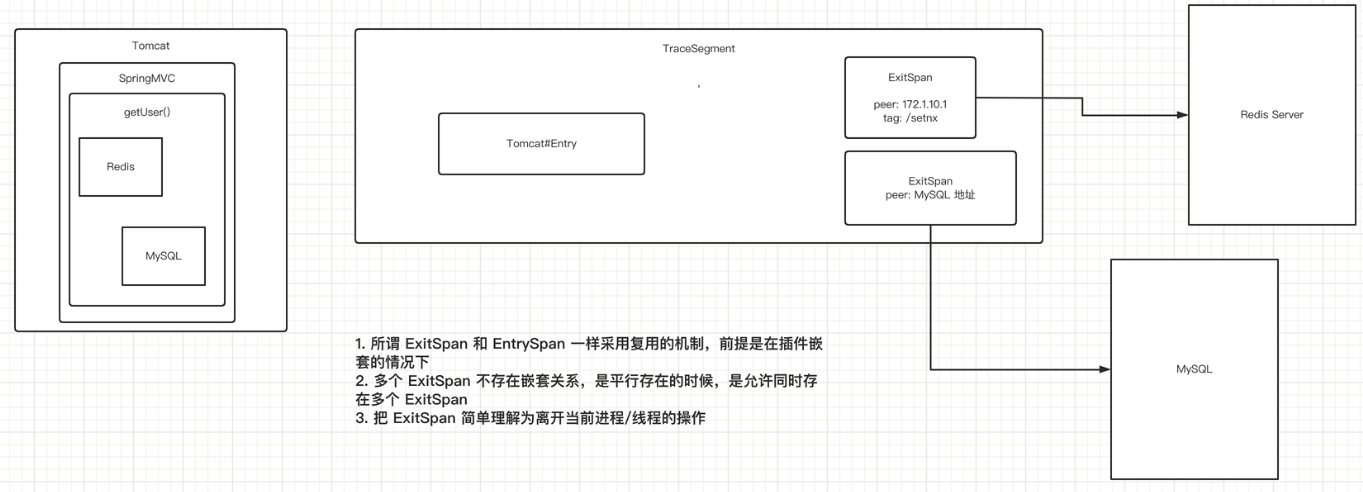 Tomcat
SpringMVC
getUser()
Redis
MySQL
TraceSegment
Tomcat#Entry
ExitSpan
peer: 172.1.10.1
tag: /setnx
ExitSpan
peer: MySQL 地址
Redis Server
MySQL
1. 所谓 ExitSpan 和 EntrySpan 一样采用复用的机制，前提是在插件嵌
套的情况下
2. 多个 ExitSpan 不存在嵌套关系，是平行存在的时候，是允许同时存
在多个 ExitSpan
3. 把 ExitSpan 简单理解为离开当前进程/线程的操作